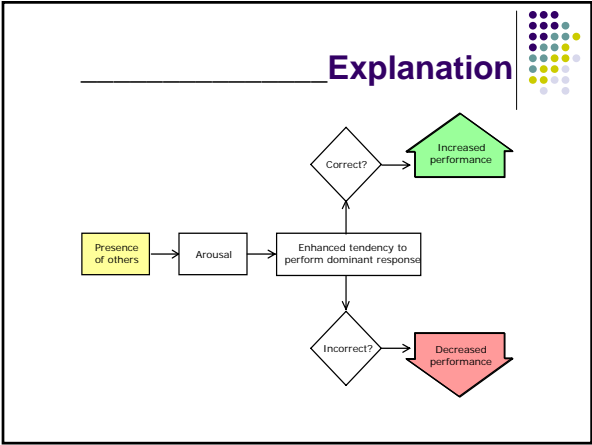 _______________Explanation
Correct?
Increased
performance
Presence
of others
Arousal
Enhanced tendency to
perform dominant response
Incorrect?
Decreased
performance